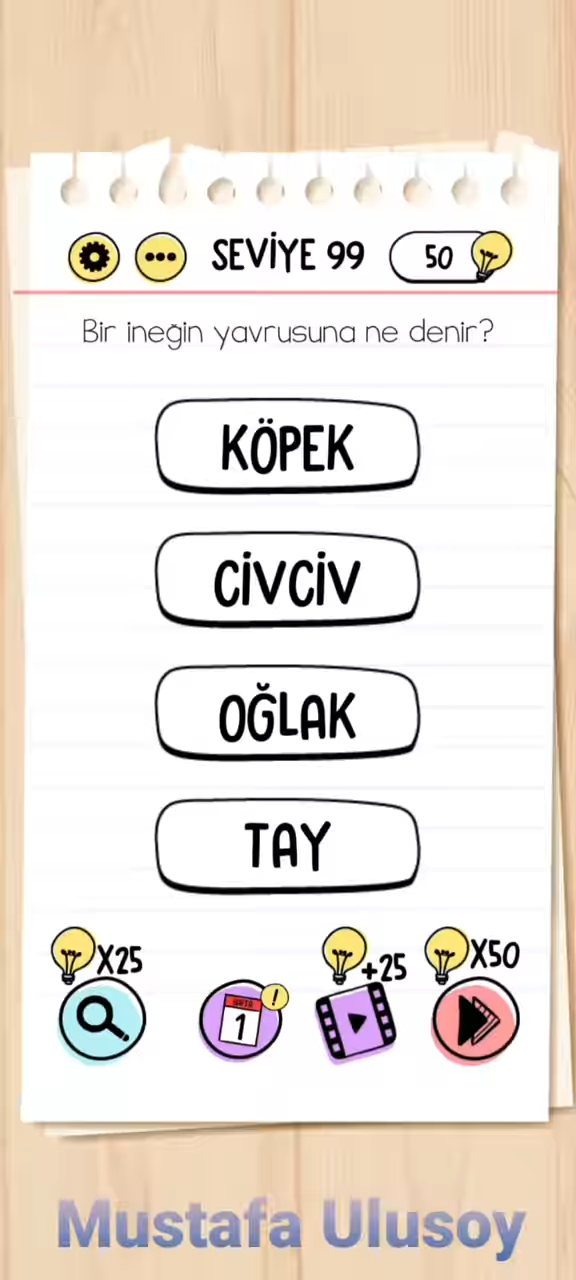 SEVİYE 99
50
Bir ineğin yavrusuna ne denir?
KÖPEK
CİVCİV
OĞLAK
TAY
X25
+25
X50
!
1
Mustafa Ulusoy